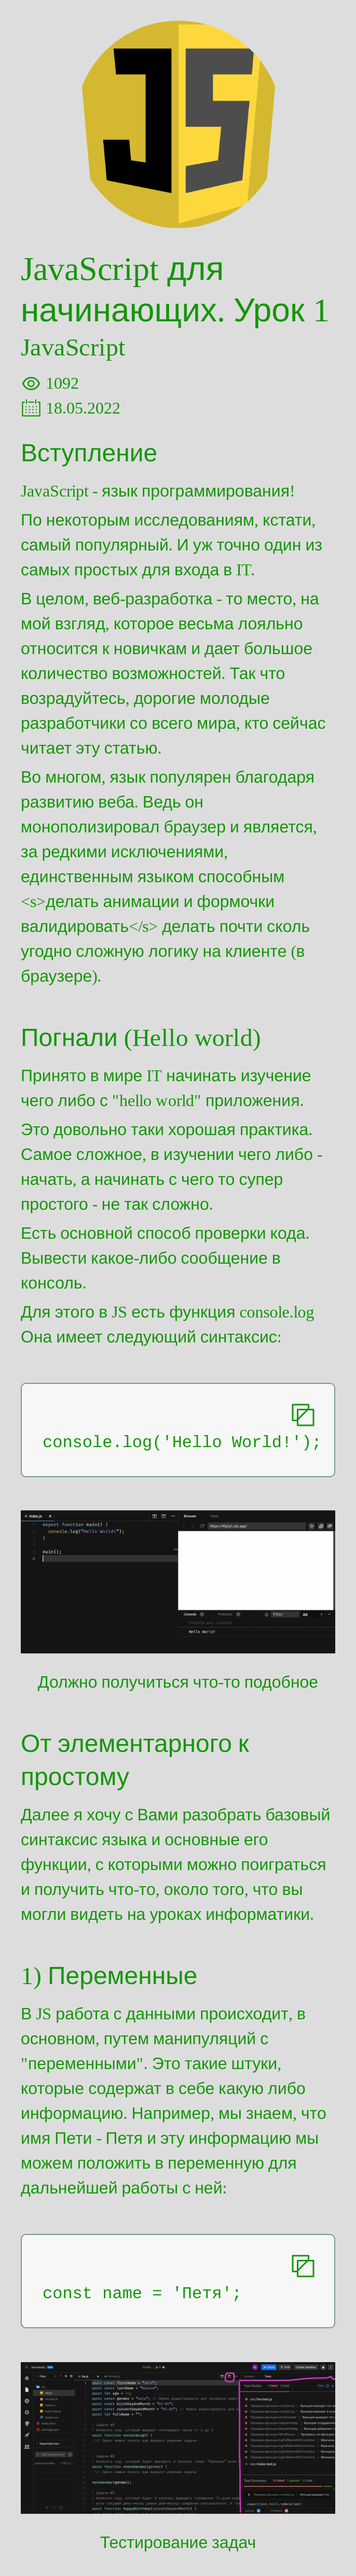 JS
JavaScript для
начинающих. Урок 1
JavaScript
1092
18.05.2022
Вступление
JavaScript - язык программирования!
По некоторым исследованиям, кстати,
самый популярный. И уж точно один из
самых простых для входа в IT.
В целом, веб-разработка - то место, на
мой взгляд, которое весьма лояльно
относится к новичкам и дает большое
количество возможностей. Так что
возрадуйтесь, дорогие молодые
разработчики со всего мира, кто сейчас
читает эту статью.
Во многом, язык популярен благодаря
развитию веба. Ведь он
монополизировал браузер и является,
за редкими исключениями,
единственным языком способным
<s>делать анимации и формочки
валидировать</s> делать почти сколь
угодно сложную логику на клиенте (в
браузере).
Погнали (Hello world)
Принято в мире IT начинать изучение
чего либо с "hello world" приложения.
Это довольно таки хорошая практика.
Самое сложное, в изучении чего либо -
начать, а начинать с чего то супер
простого - не так сложно.
Есть основной способ проверки кода.
Вывести какое-либо сообщение в
консоль.
Для этого в JS есть функция console.log
Она имеет следующий синтаксис:
console.log('Hello World!');
index.js
export function main() {
console.log("Hello World!");
}
main();
Browser
Tests
Console
Problems
Filter
All
Console was cleared
Hello World!
Должно получиться что-то подобное
От элементарного к
простому
Далее я хочу с Вами разобрать базовый
синтаксис языка и основные его
функции, с которыми можно поиграться
и получить что-то, около того, что вы
могли видеть на уроках информатики.
1) Переменные
В JS работа с данными происходит, в
основном, путем манипуляций с
"переменными". Это такие штуки,
которые содержат в себе какую либо
информацию. Например, мы знаем, что
имя Пети - Петя и эту информацию мы
можем положить в переменную для
дальнейшей работы с ней:
const name = 'Петя';
Тестирование задач